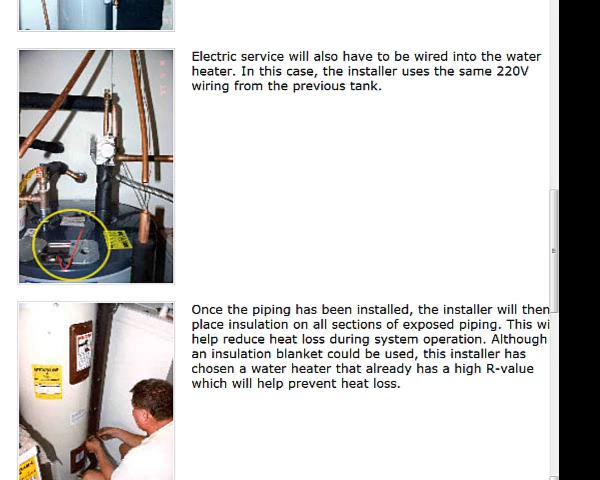 Electric service will also have to be wired into the water
heater. In this case, the installer uses the same 220V
wiring from the previous tank.
Once the piping has been installed, the installer will then
place insulation on all sections of exposed piping. This wi
help reduce heat loss during system operation. Although
an insulation blanket could be used, this installer has
chosen a water heater that already has a high R-value
which will help prevent heat loss.